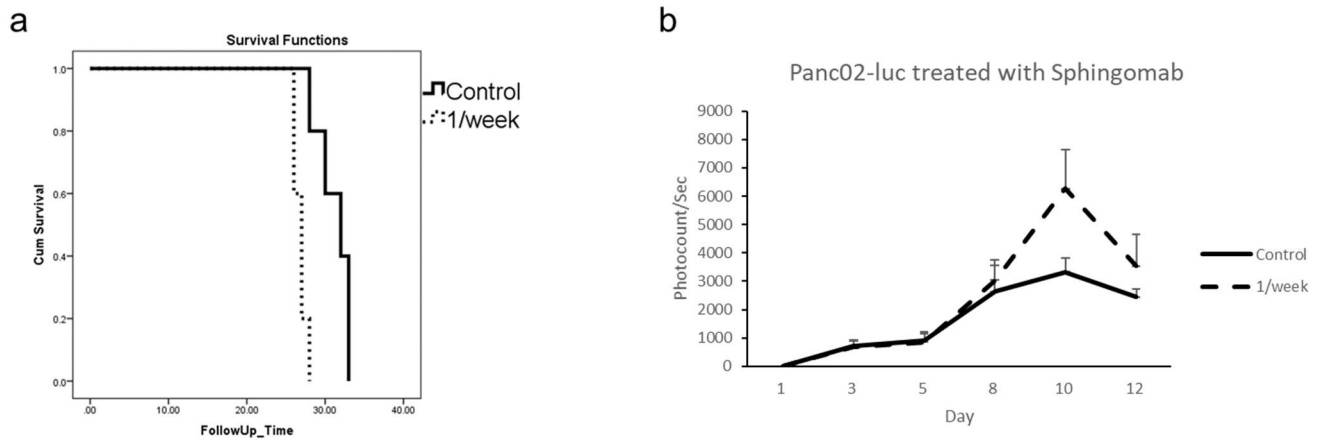 a
Survival Functions
1.0
0.8
0.6
0.4
0.2
0.0
Cum Survival
.00 10.00 20.00 30.00 40.00
FollowUp_Time
Control
1/week
b
Panc02-luc treated with Sphingomab
9000
8000
7000
6000
5000
4000
3000
2000
1000
0
Photocount/Sec
1 3 5 8 10 12
Day
Control
1/week